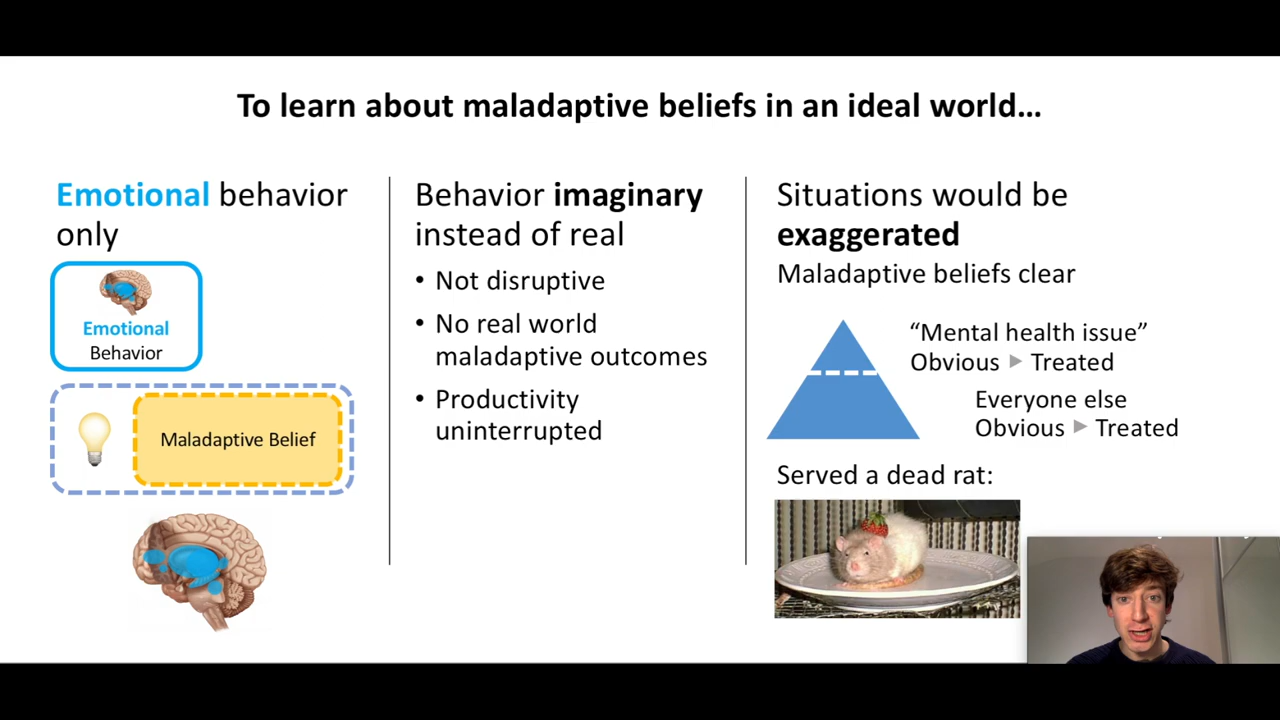 To learn about maladaptive beliefs in an ideal world…
Emotional behavior
only
Emotional
Behavior
Maladaptive Belief
Behavior imaginary
instead of real
• Not disruptive
• No real world
maladaptive outcomes
• Productivity
uninterrupted
Situations would be
exaggerated
Maladaptive beliefs clear
“Mental health issue”
Obvious ▶ Treated
Everyone else
Obvious ▶ Treated
Served a dead rat: